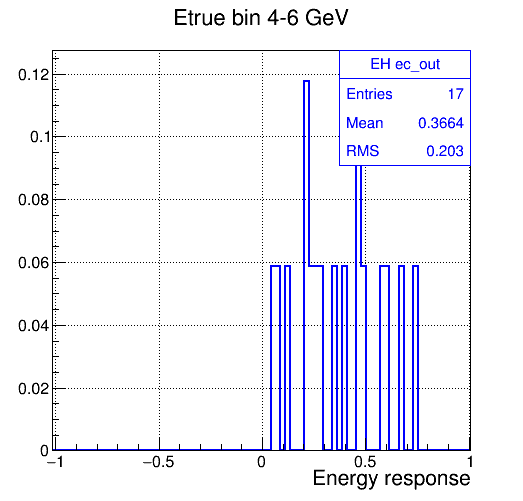 Etrue bin 4-6 GeV
EH ec_out
Entries 17
Mean 0.3664
RMS 0.203
0.12
0.1
0.08
0.06
0.04
0.02
0
−1 −0.5 0 0.5 1
Energy response